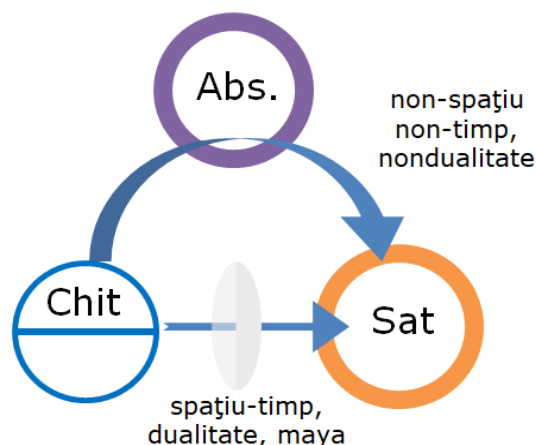 Abs.
non-spaţiu
non-timp,
nondualitate
Chit
Sat
spaţiu-timp,
dualitate, maya